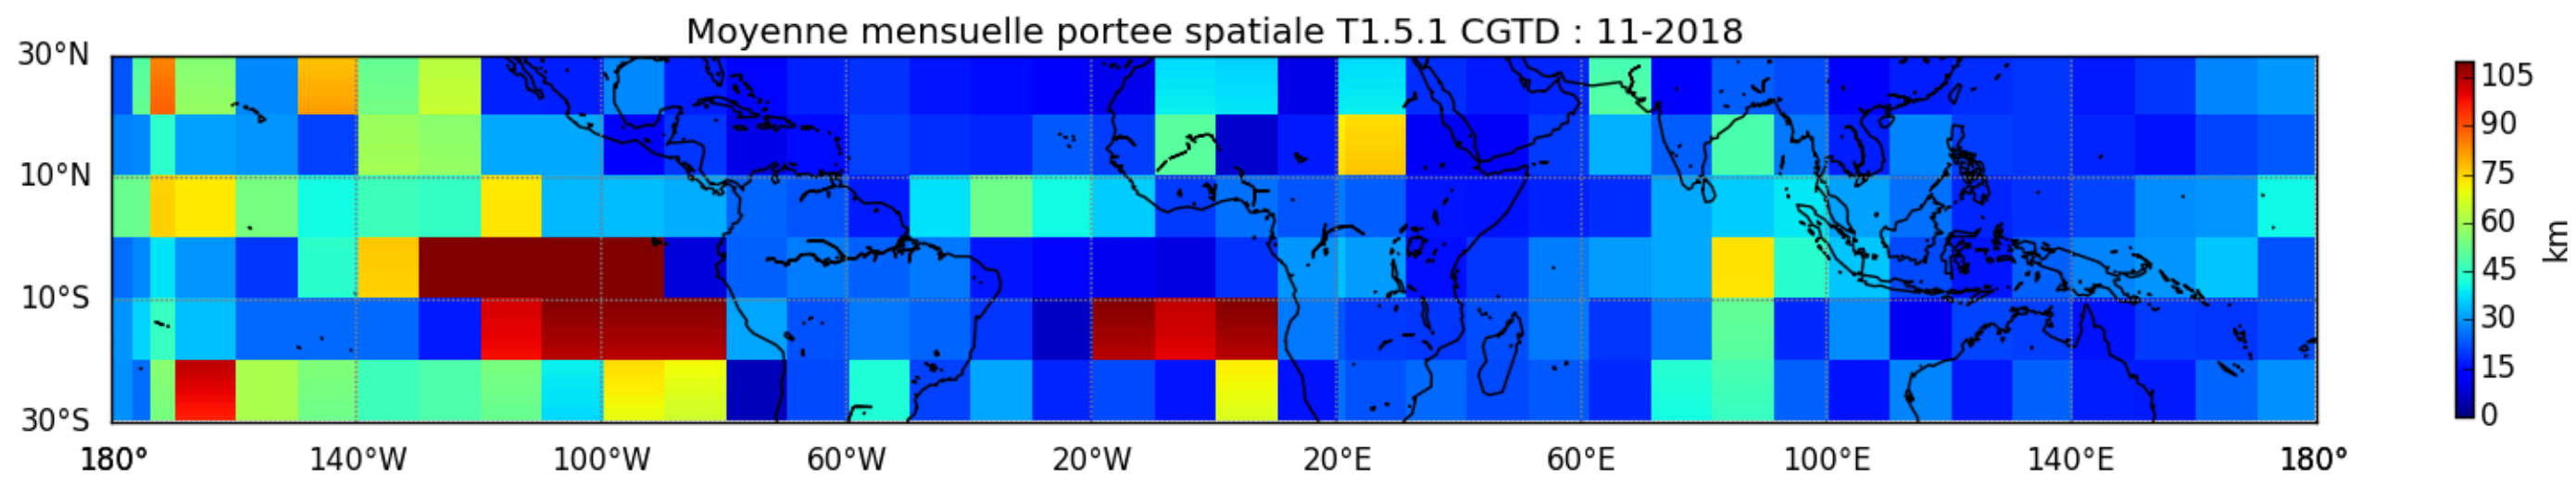 Moyenne mensuelle portee spatiale T1.5.1 CGTD : 11-2018
30°N
10°N
10°S
30°S
180° 140°W 100°W 60°W 20°W 20°E 60°E 100°E 140°E 180°
105
90
75
60
45
30
15
0
km